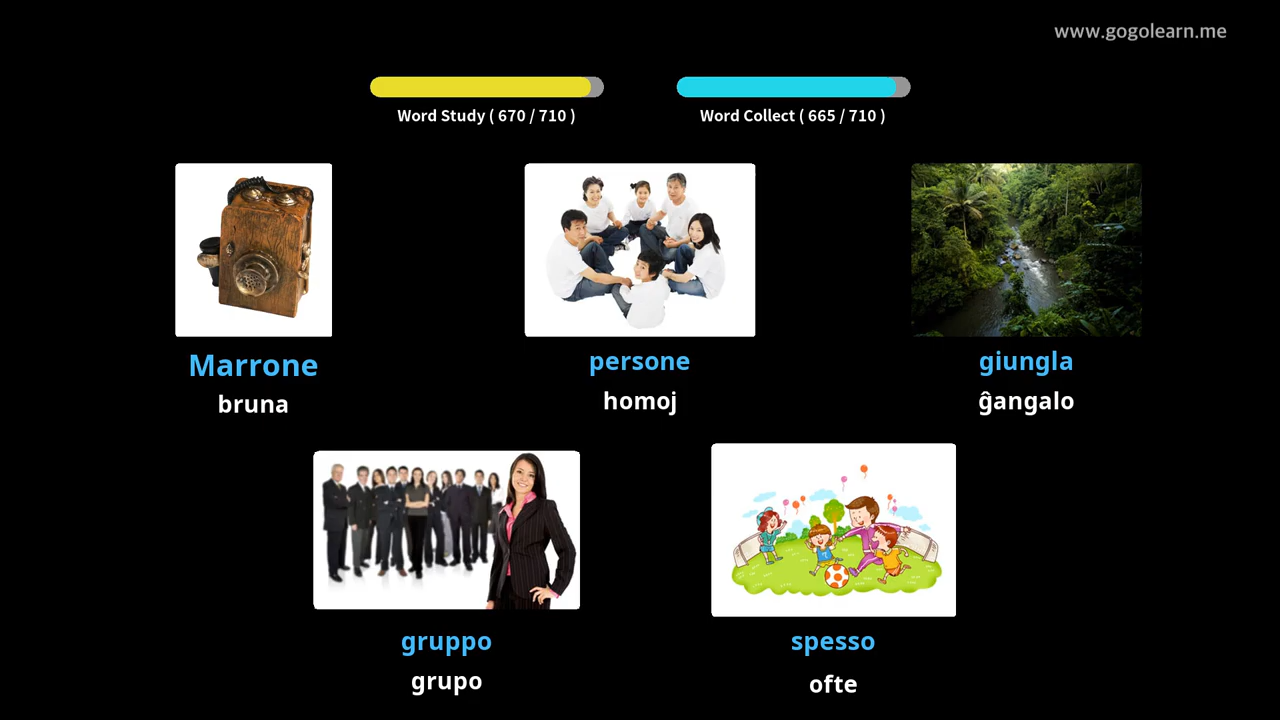 www.gogolearn.me
Word Study ( 670 / 710 )
Word Collect ( 665 / 710 )
Marrone
bruna
persone
homoj
giungla
ĝangalo
gruppo
grupo
spesso
ofte